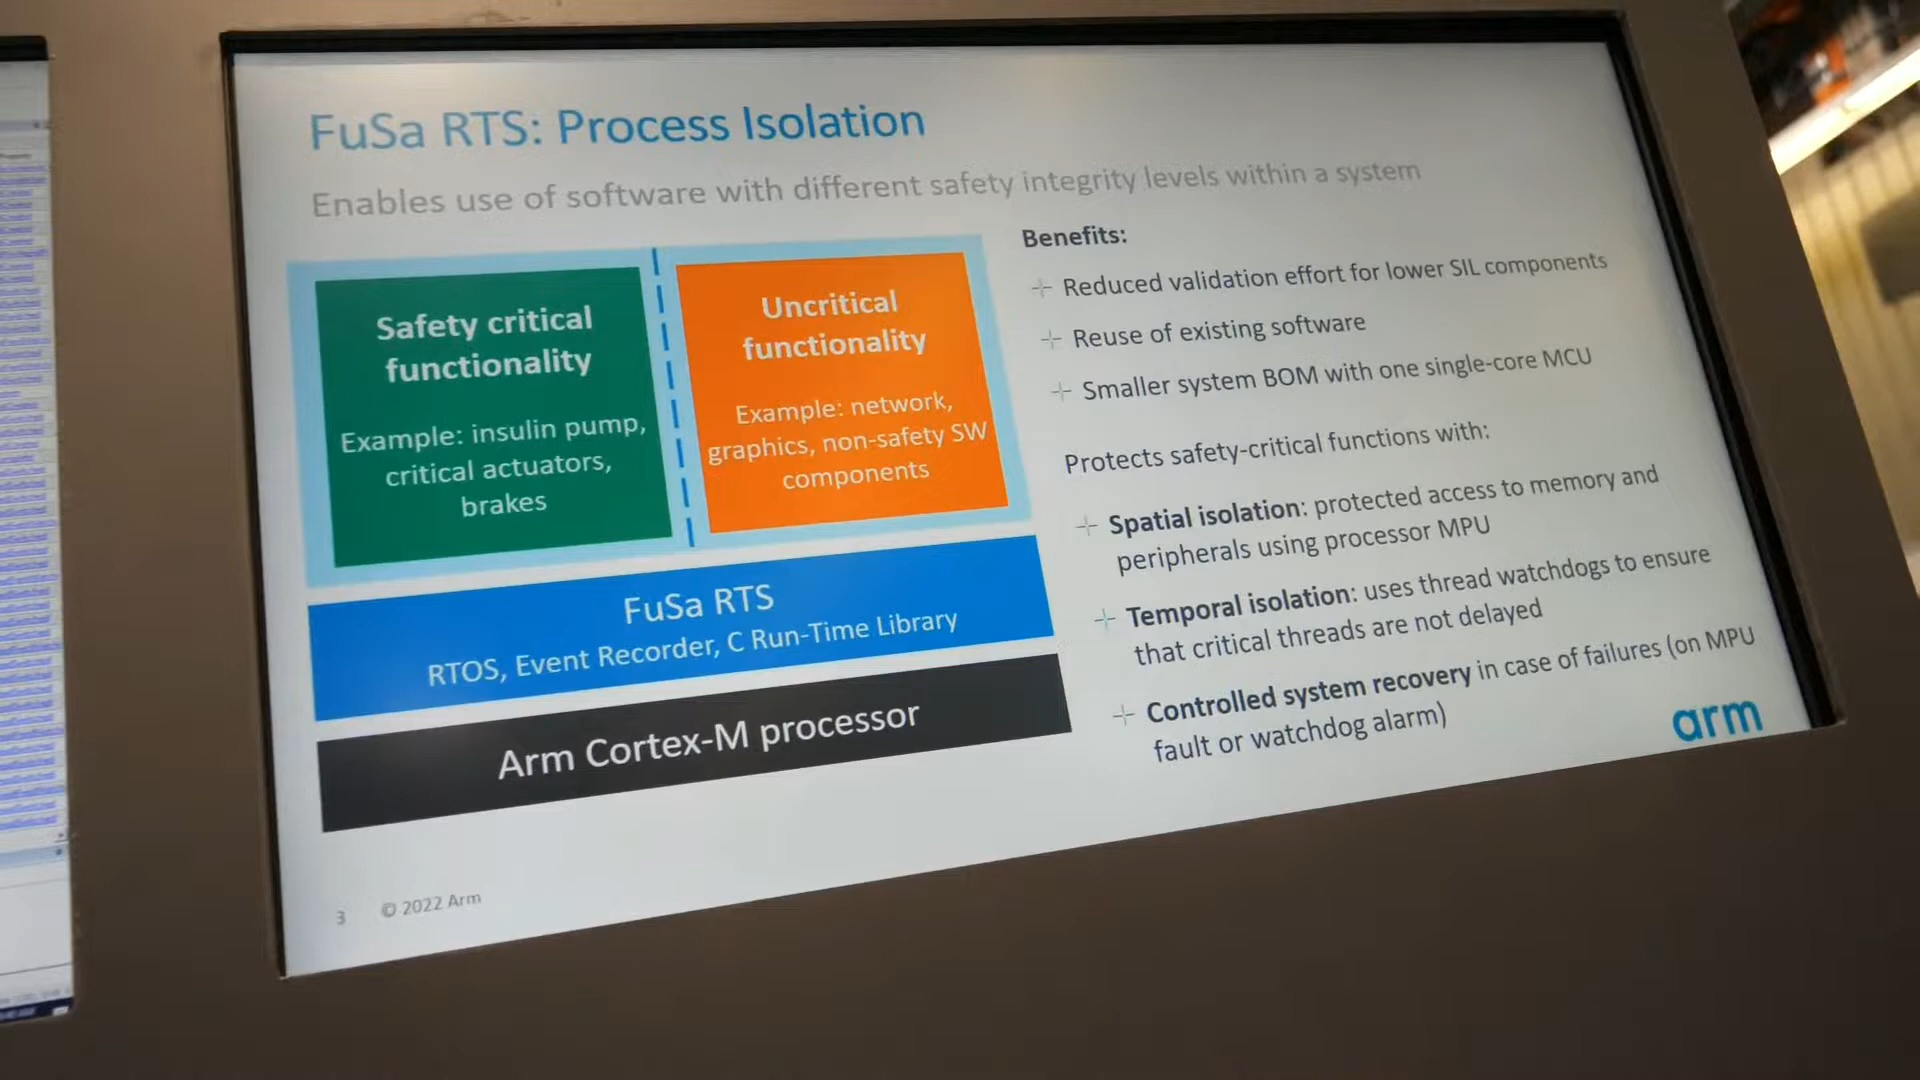 FuSa RTS: Process Isolation
Enables use of software with different safety integrity levels within a system
Safety critical
functionality
Example: insulin pump,
critical actuators,
brakes
Uncritical
functionality
Example: network,
graphics, non-safety SW
components
FuSa RTS
RTOS, Event Recorder, C Run-Time Library
Arm Cortex-M processor
Benefits:
Reduced validation effort for lower SIL components
Reuse of existing software
Smaller system BOM with one single-core MCU
Protects safety-critical functions with:
Spatial isolation: protected access to memory and
peripherals using processor MPU
Temporal isolation: uses thread watchdogs to ensure
that critical threads are not delayed
Controlled system recovery in case of failures (on MPU
fault or watchdog alarm)
arm
3 © 2022 Arm